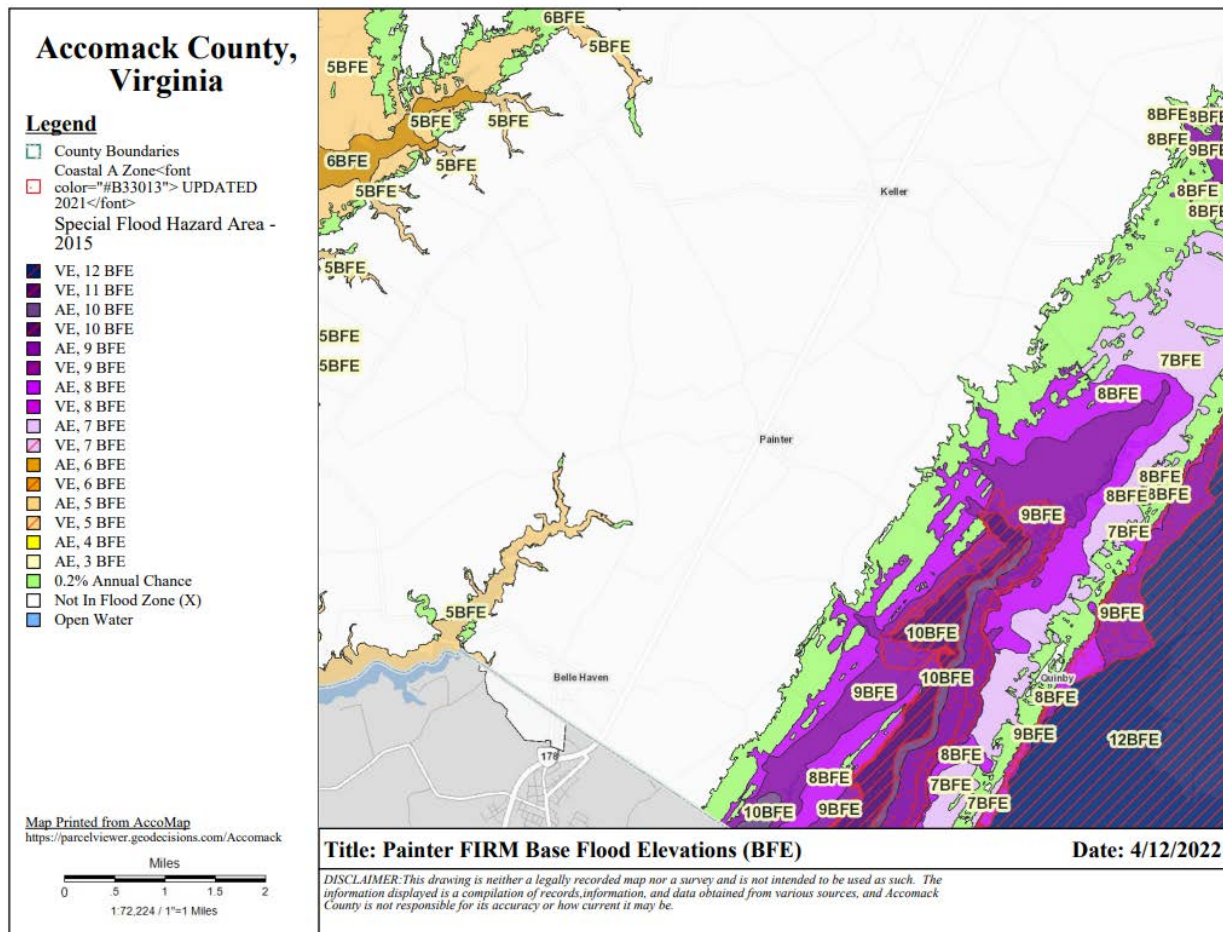 Accomack County,
Virginia
Legend
County Boundaries
Coastal A Zone<font
color="#B33013"> UPDATED
2021</font>
Special Flood Hazard Area -
2015
VE, 12 BFE
VE, 11 BFE
AE, 10 BFE
VE, 10 BFE
AE, 9 BFE
VE, 9 BFE
AE, 8 BFE
VE, 8 BFE
AE, 7 BFE
VE, 7 BFE
AE, 6 BFE
VE, 6 BFE
AE, 5 BFE
VE, 5 BFE
AE, 4 BFE
AE, 3 BFE
0.2% Annual Chance
Not In Flood Zone (X)
Open Water
Map Printed from AccoMap
https://parcelviewer.geodecisions.com/Accomack
Miles
0 .5 1 1.5 2
1:72,224 / 1"=1 Miles
6BFE
5BFE
5BFE
5BFE
5BFE
6BFE
5BFE
5BFE
5BFE
5BFE
5BFE
8BFE
8BFE
8BFE
9BFE
Keller
8BFE
8BFE
7BFE
8BFE
Painter
8BFE
8BFE
8BFE
9BFE
7BFE
5BFE
9BFE
10BFE
Belle Haven
10BFE
Quinby
9BFE
8BFE
9BFE
12BFE
178
8BFE
8BFE
7BFE
7BFE
10BFE
9BFE
Title: Painter FIRM Base Flood Elevations (BFE)
Date: 4/12/2022
DISCLAIMER:This drawing is neither a legally recorded map nor a survey and is not intended to be used as such. The
information displayed is a compilation of records,information, and data obtained from various sources, and Accomack
County is not responsible for its accuracy or how current it may be.